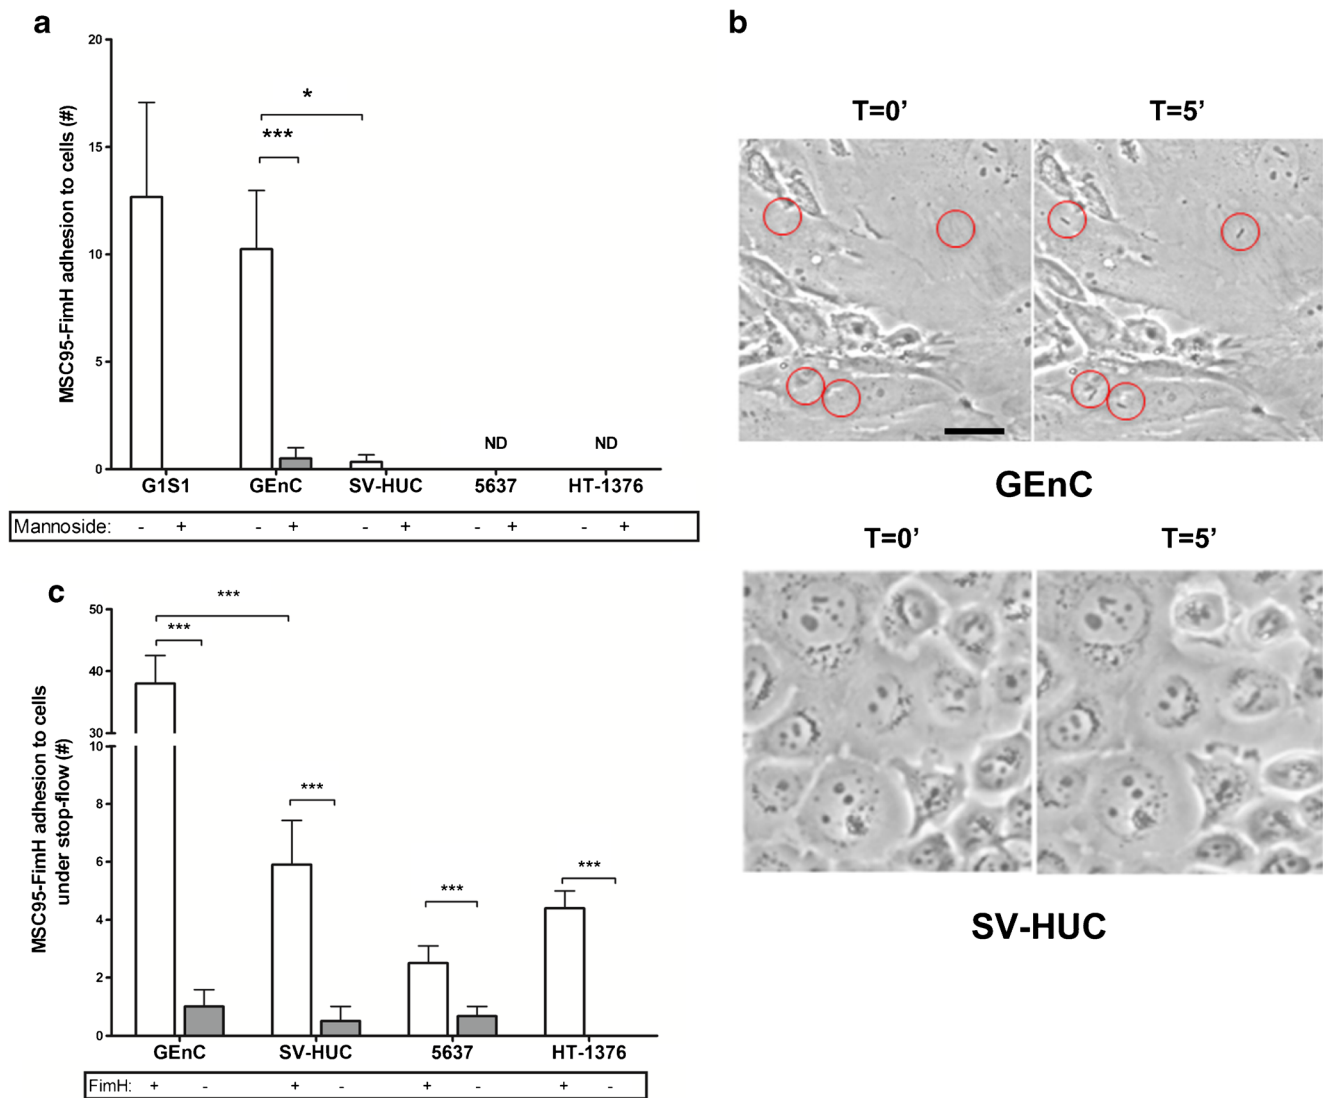 a
MSC95-FimH adhesion to cells (#)
20
15
10
5
0
*
***
ND
ND
G1S1
GEnC
SV-HUC
5637
HT-1376
Mannoside: - + - + - + - + - +
b
T=0' T=5'
GEnC
T=0' T=5'
SV-HUC
c
MSC95-FimH adhesion to cells
under stop-flow (#)
50
40
30
10
8
6
4
2
0
***
***
***
***
***
GEnC
SV-HUC
5637
HT-1376
FimH: + - + - + - + -